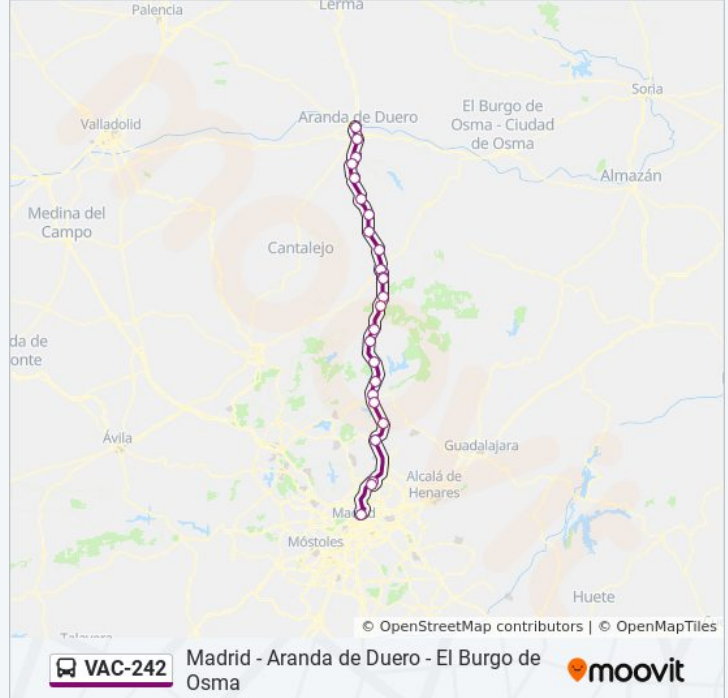 Palencia
Lerma
Soria
Aranda de Duero
El Burgo de
Osma - Ciudad
de Osma
Valladolid
Almazán
Medina del
Campo
Cantalejo
da de
onte
Ávila
Guadalajara
Alcalá de
Henares
Madrid
Móstoles
Huete
Talavera
© OpenStreetMap contributors | © OpenMapTiles
VAC-242
Madrid - Aranda de Duero - El Burgo de
Osma
moovit
moovit